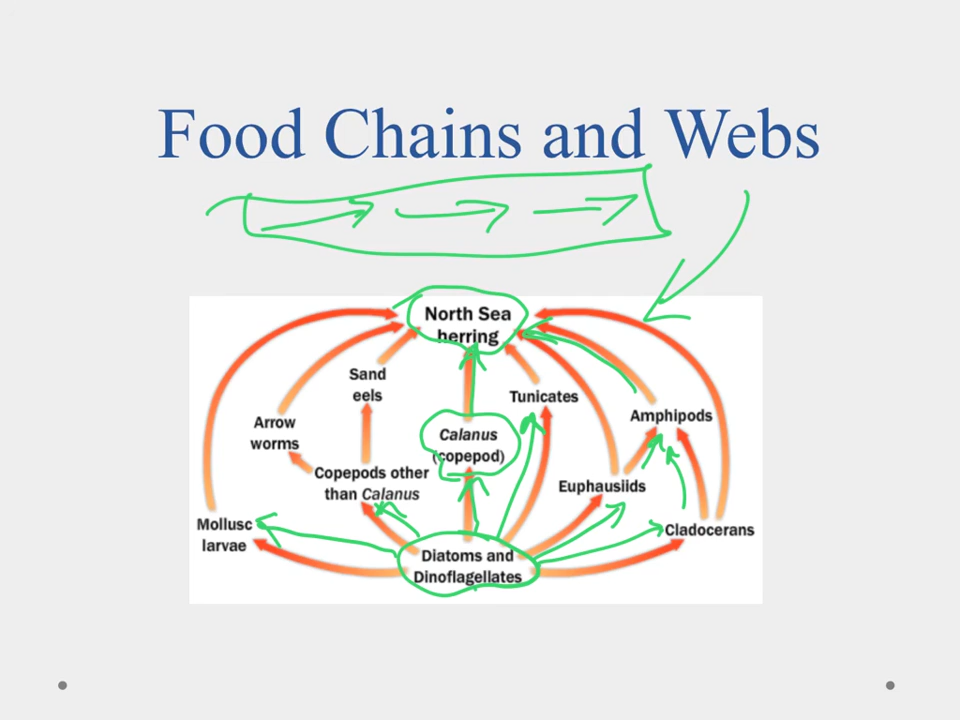 Food Chains and Webs
North Sea
herring
Sand
eels
Tunicates
Arrow
worms
Calanus
(copepod)
Amphipods
Copepods other
than Calanus
Euphausiids
Mollusc
larvae
Cladocerans
Diatoms and
Dinoflagellates